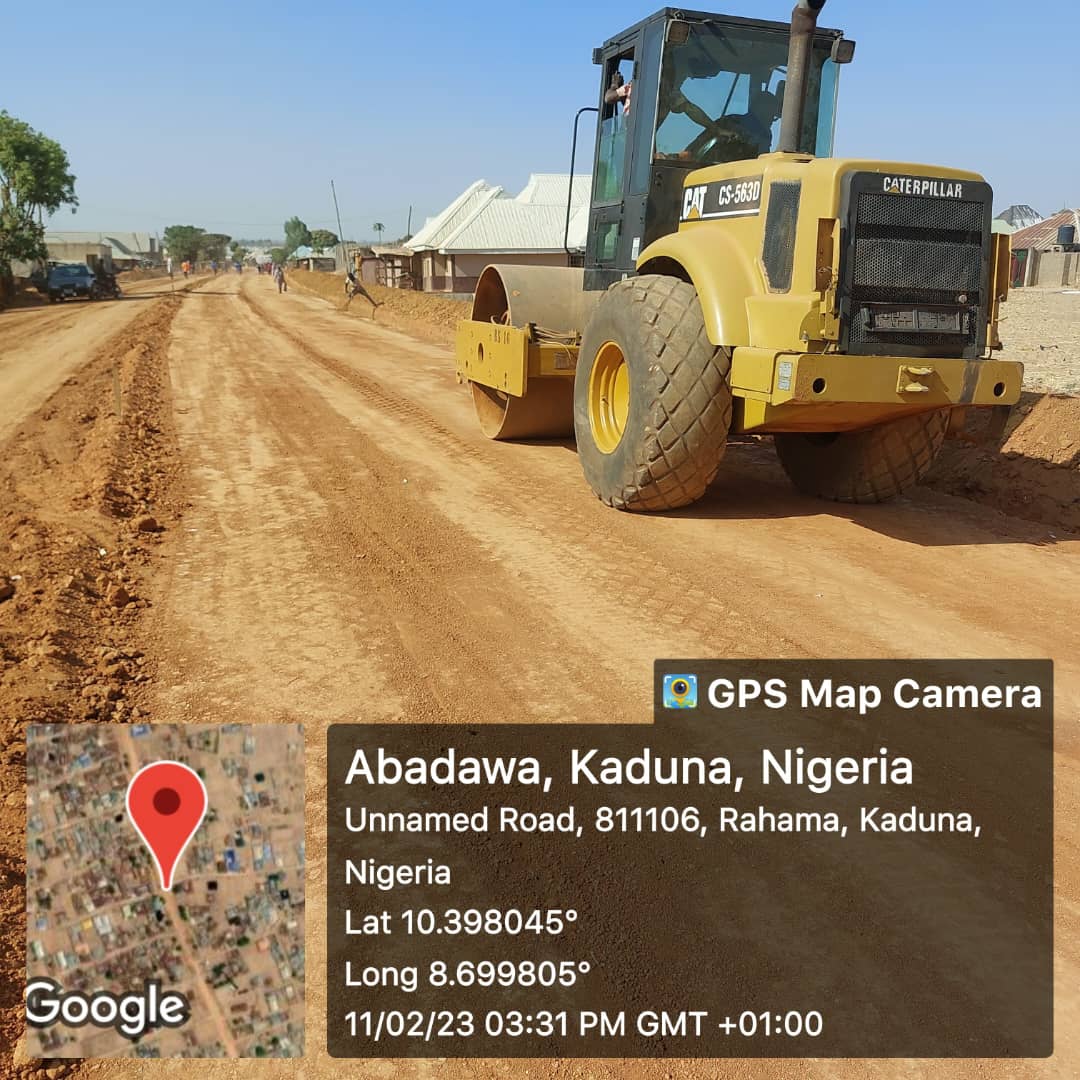 CATERPILLAR
CAT CS-563D
GPS Map Camera
Abadawa, Kaduna, Nigeria
Unnamed Road, 811106, Rahama, Kaduna,
Nigeria
Lat 10.398045°
Long 8.699805°
11/02/23 03:31 PM GMT +01:00
Google